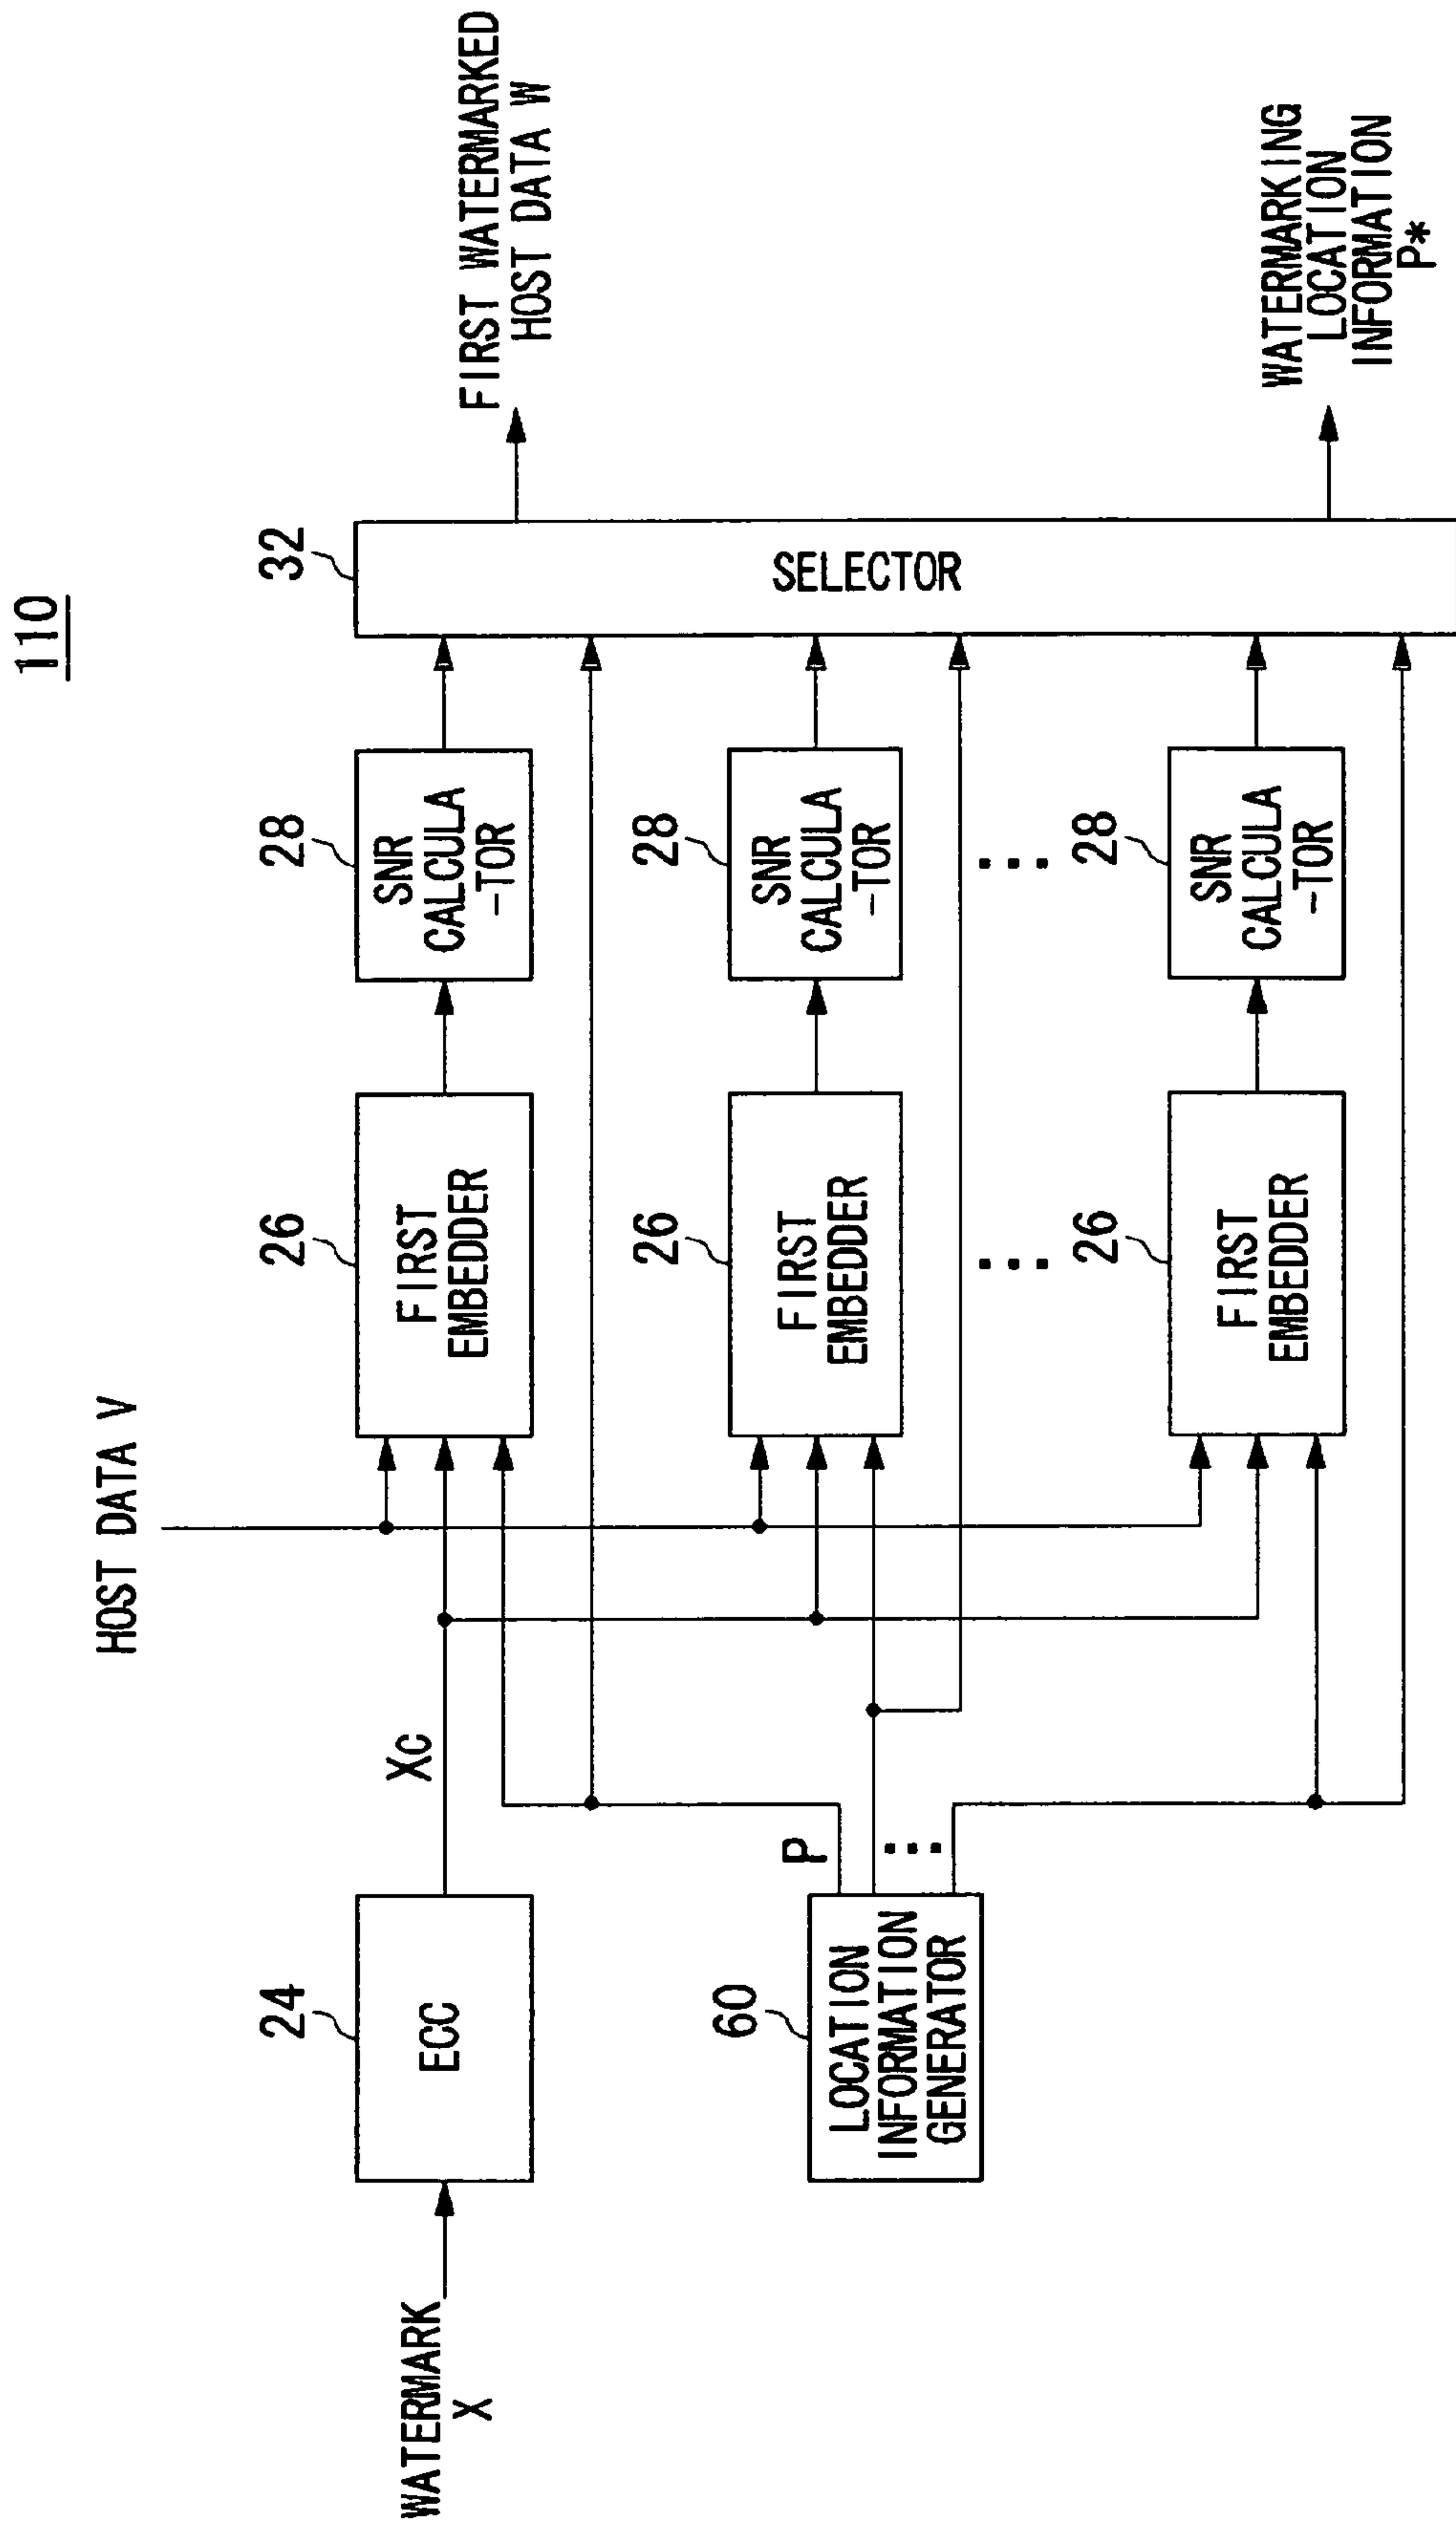 110
HOST DATA V
WATERMARK
X
24
ECC
Xc
26
FIRST
EMBEDDER
28
SNR
CALCULA
-TOR
32
SELECTOR
FIRST WATERMARKED
HOST DATA W
60
LOCATION
INFORMATION
GENERATOR
P
...
26
FIRST
EMBEDDER
28
SNR
CALCULA
-TOR
...
...
26
FIRST
EMBEDDER
28
SNR
CALCULA
-TOR
WATERMARKING
LOCATION
INFORMATION
P*